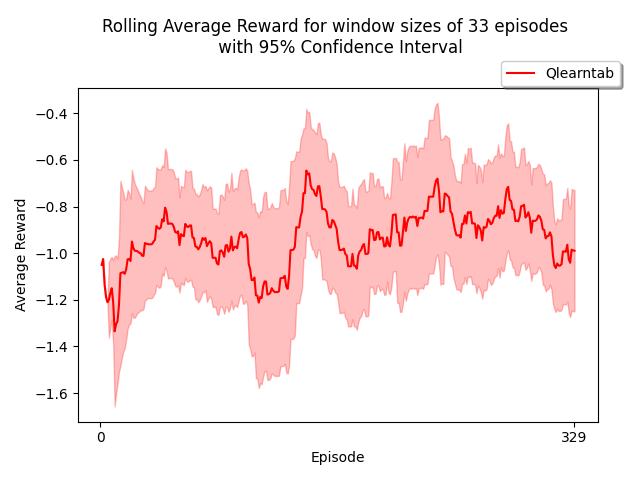 Rolling Average Reward for window sizes of 33 episodes
with 95% Confidence Interval
Qlearntab
Average Reward
−0.4
−0.6
−0.8
−1.0
−1.2
−1.4
−1.6
0
329
Episode